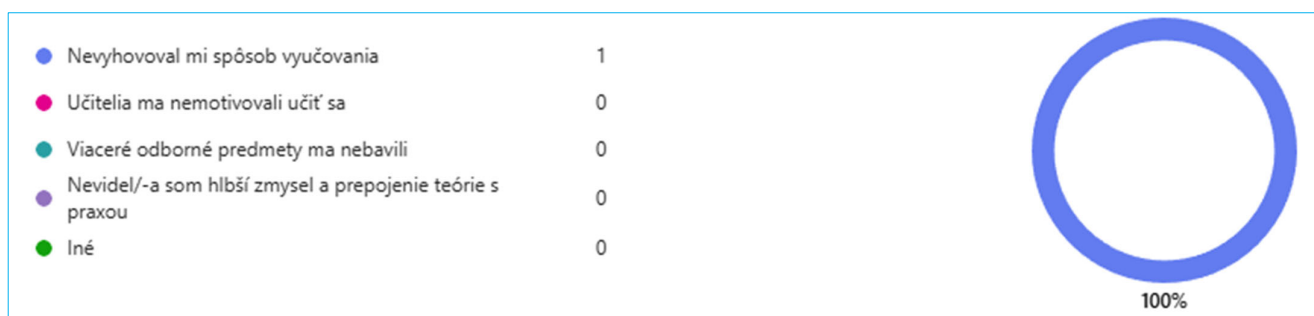 Nevyhovoval mi spôsob vyučovania 1
Učitelia ma nemotivovali učiť sa 0
Viaceré odborné predmety ma nebavili 0
Nevidel/-a som hlbší zmysel a prepojenie teórie s
praxou 0
Iné 0
100%